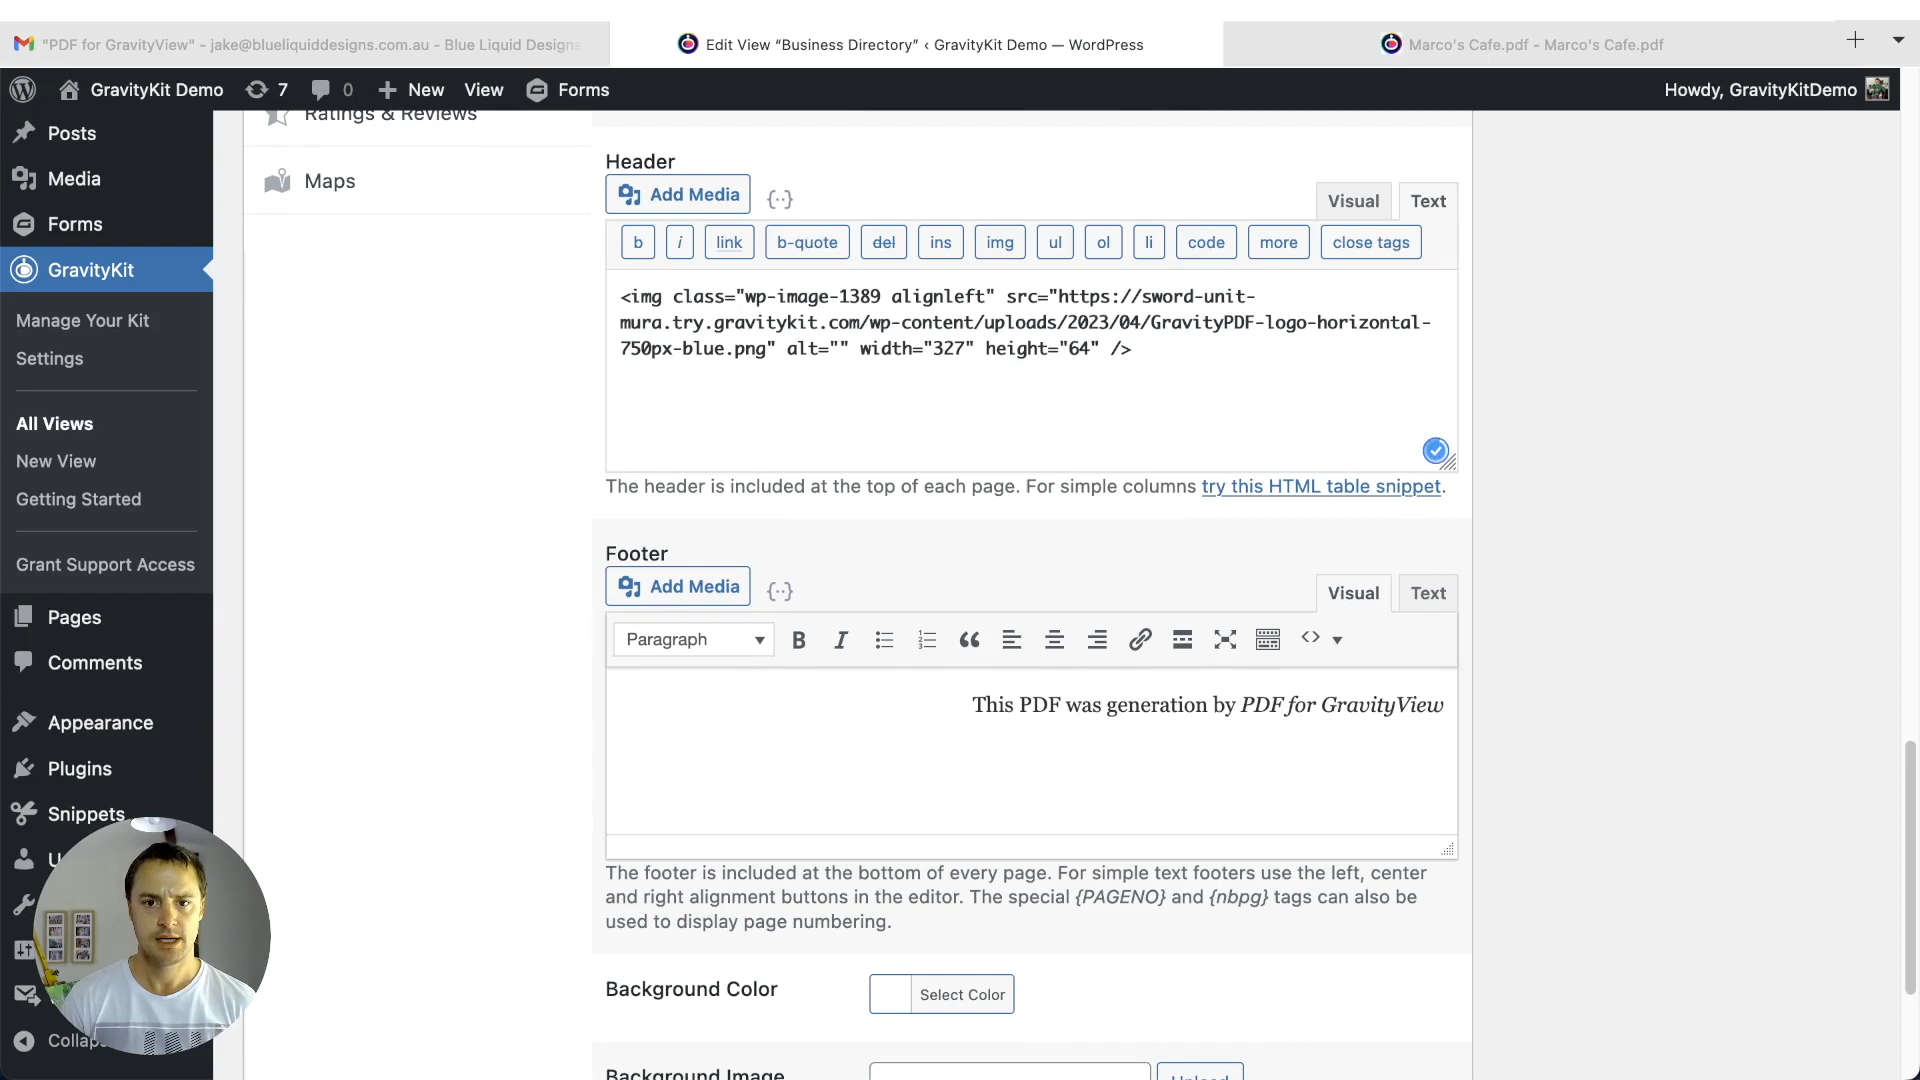 "PDF for GravityView" - jake@blueliquiddesigns.com.au - Blue Liquid Designs
Edit View “Business Directory” ‹ GravityKit Demo — WordPress
Marco's Cafe.pdf - Marco's Cafe.pdf
GravityKit Demo
7
0
New
View
Forms
Howdy, GravityKitDemo
Posts
Media
Forms
GravityKit
Manage Your Kit
Settings
All Views
New View
Getting Started
Grant Support Access
Pages
Comments
Appearance
Plugins
Snippets
Ratings & Reviews
Maps
Header
Add Media
{··}
Visual
Text
b
i
link
b-quote
del
ins
img
ul
ol
li
code
more
close tags
<img class="wp-image-1389 alignleft" src="https://sword-unit-
mura.try.gravitykit.com/wp-content/uploads/2023/04/GravityPDF-logo-horizontal-
750px-blue.png" alt="" width="327" height="64" />
The header is included at the top of each page. For simple columns try this HTML table snippet.
Footer
Add Media
{··}
Visual
Text
Paragraph
This PDF was generation by PDF for GravityView
The footer is included at the bottom of every page. For simple text footers use the left, center
and right alignment buttons in the editor. The special {PAGENO} and {nbpg} tags can also be
used to display page numbering.
Background Color
Select Color
Background Image
Upload